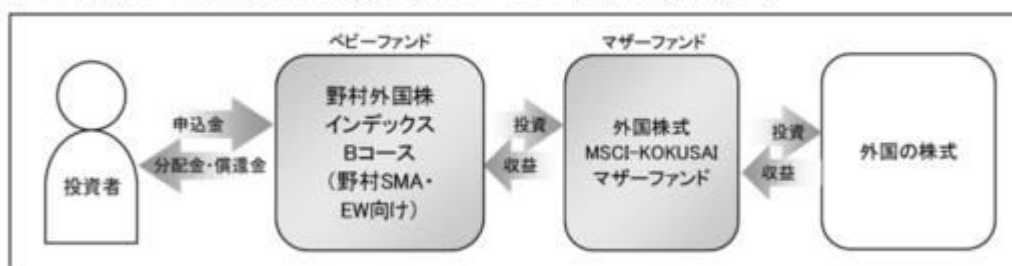 ベビーファンド
マザーファンド
投資者
申込金
分配金・償還金
野村外国株
インデックス
Bコース
(野村SMA・
EW向け)
投資
収益
外国株式
MSCI-KOKUSAI
マザーファンド
投資
収益
外国の株式